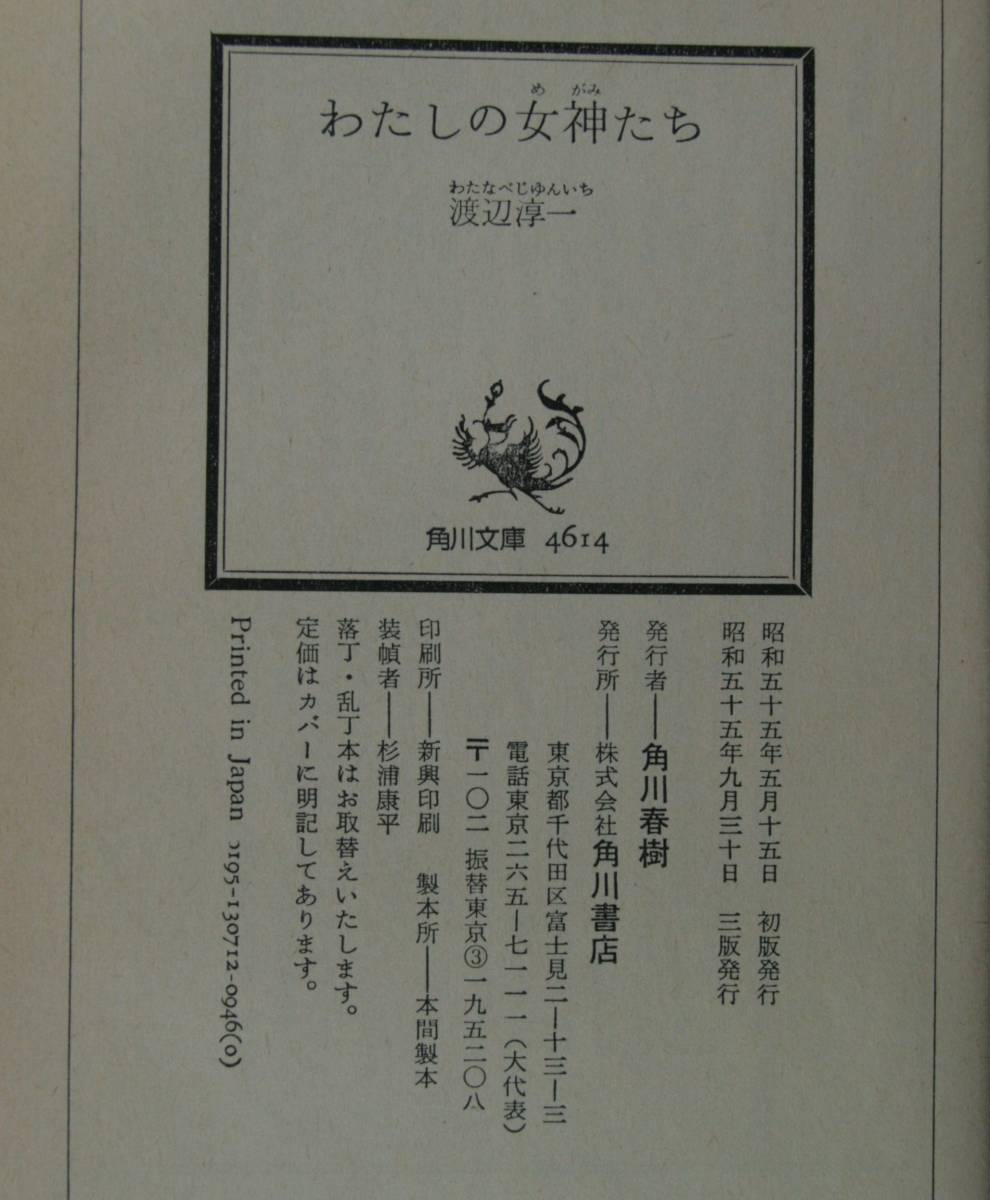 めがみ
わたしの女神たち
わたなべじゆんいち
渡辺淳一
角川文庫 4614
昭和五十五年五月十五日 初版発行
昭和五十五年九月三十日 三版発行
発行者——角川春樹
発行所——株式会社角川書店
東京都千代田区富士見二ー十三ー三
電話東京二六五ー七一一一(大代表)
〒一〇二 振替東京③一九五二〇八
印刷所——新興印刷 製本所——本間製本
装幀者——杉浦康平
落丁・乱丁本はお取替えいたします。
定価はカバーに明記してあります。
Printed in Japan 0195-130712-0946(0)